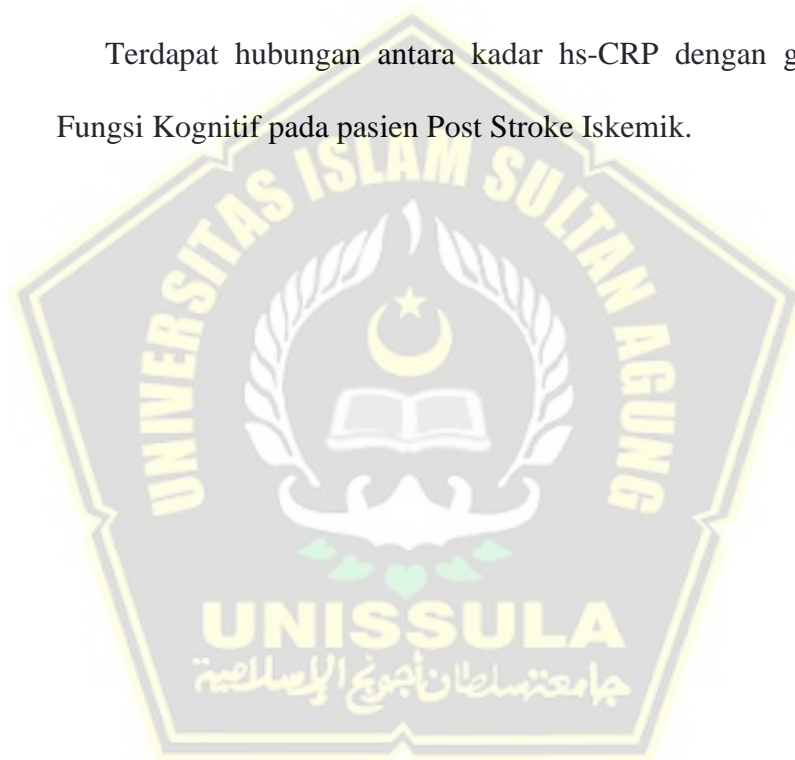 Terdapat hubungan antara kadar hs-CRP dengan g
Fungsi Kognitif pada pasien Post Stroke Iskemik.
UNIVERSITAS ISLAM SULTAN AGUNG
UNISSULA
جامعة سلطان أجونج الإسلامية